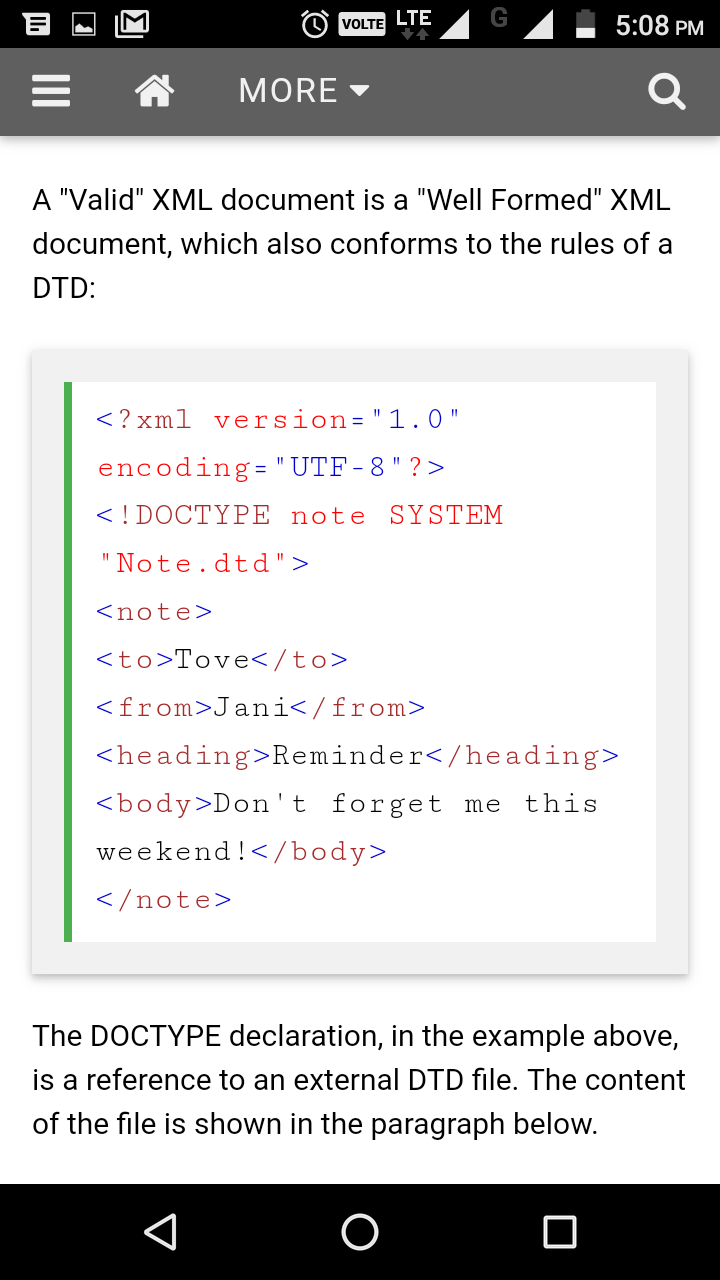 VOLTE LTE G 5:08 PM
MORE
A "Valid" XML document is a "Well Formed" XML
document, which also conforms to the rules of a
DTD:
<?xml version="1.0"
encoding="UTF-8"?>
<!DOCTYPE note SYSTEM
"Note.dtd">
<note>
<to>Tove</to>
<from>Jani</from>
<heading>Reminder</heading>
<body>Don't forget me this
weekend!</body>
</note>
The DOCTYPE declaration, in the example above,
is a reference to an external DTD file. The content
of the file is shown in the paragraph below.